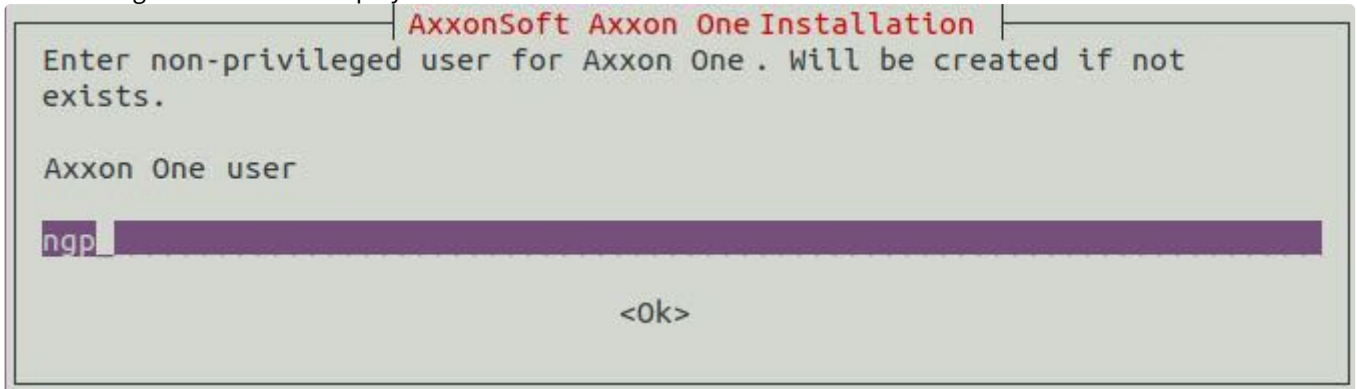 AxxonSoft Axxon One Installation
Enter non-privileged user for Axxon One . Will be created if not
exists.
Axxon One user
ngp_
<Ok>